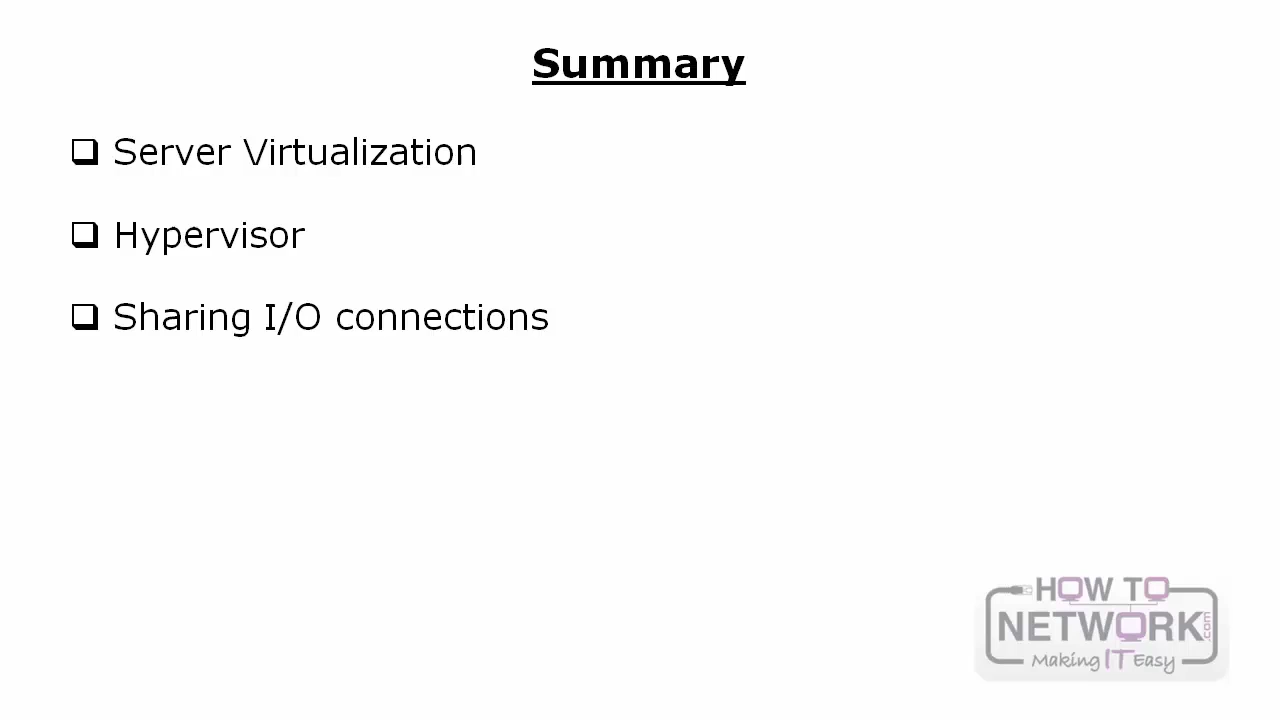 Summary
Server Virtualization
Hypervisor
Sharing I/O connections
HOW TO
NETWORK.com
Making IT Easy